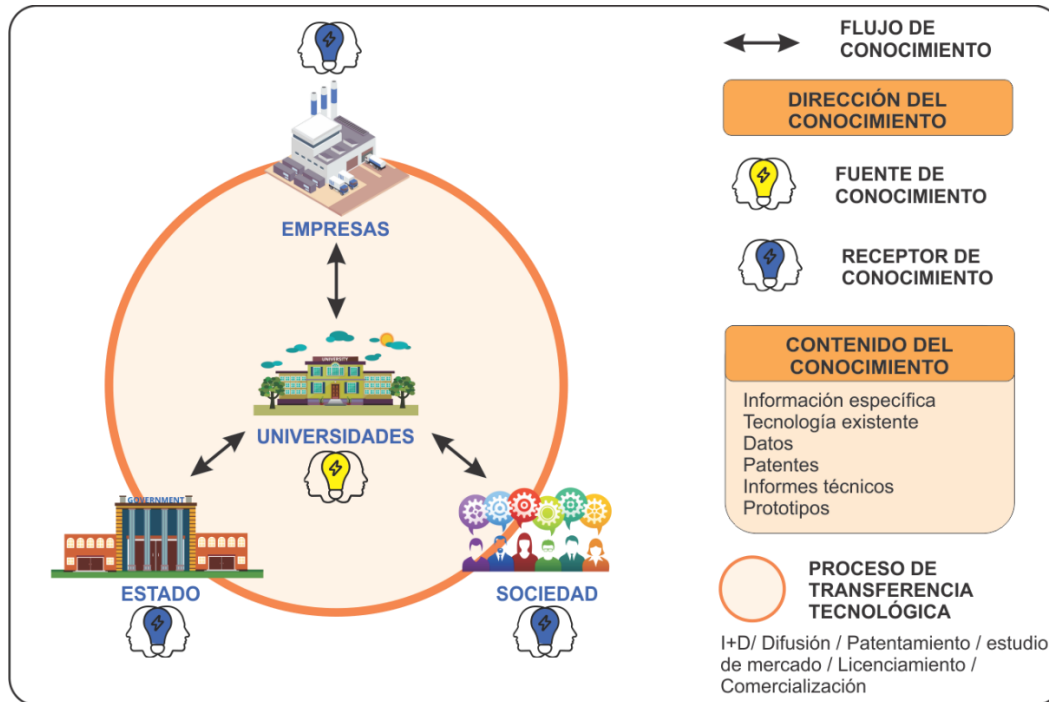 EMPRESAS
UNIVERSITY
UNIVERSIDADES
GOVERNMENT
ESTADO
SOCIEDAD
FLUJO DE
CONOCIMIENTO
DIRECCIÓN DEL
CONOCIMIENTO
FUENTE DE
CONOCIMIENTO
RECEPTOR DE
CONOCIMIENTO
CONTENIDO DEL
CONOCIMIENTO
Información específica
Tecnología existente
Datos
Patentes
Informes técnicos
Prototipos
PROCESO DE
TRANSFERENCIA
TECNOLÓGICA
I+D/ Difusión / Patentamiento / estudio
de mercado / Licenciamiento /
Comercialización